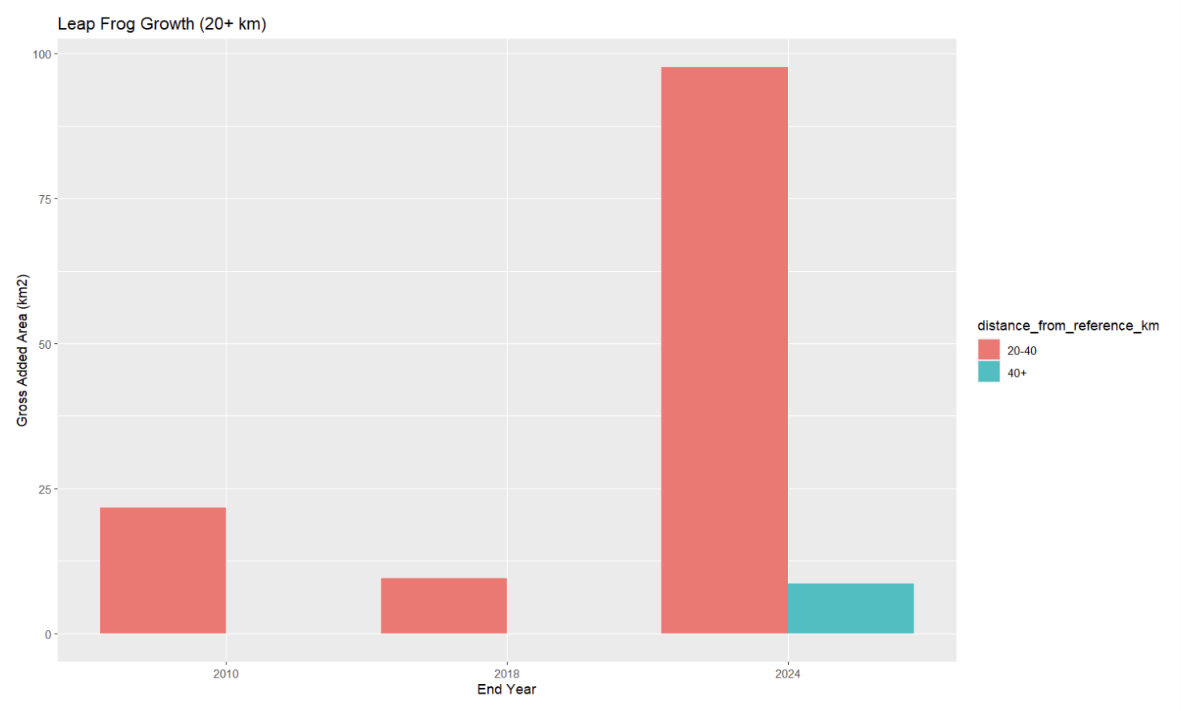 Leap Frog Growth (20+ km)
100
75
50
25
0
Gross Added Area (km2)
2010
2018
2024
End Year
distance_from_reference_km
20-40
40+